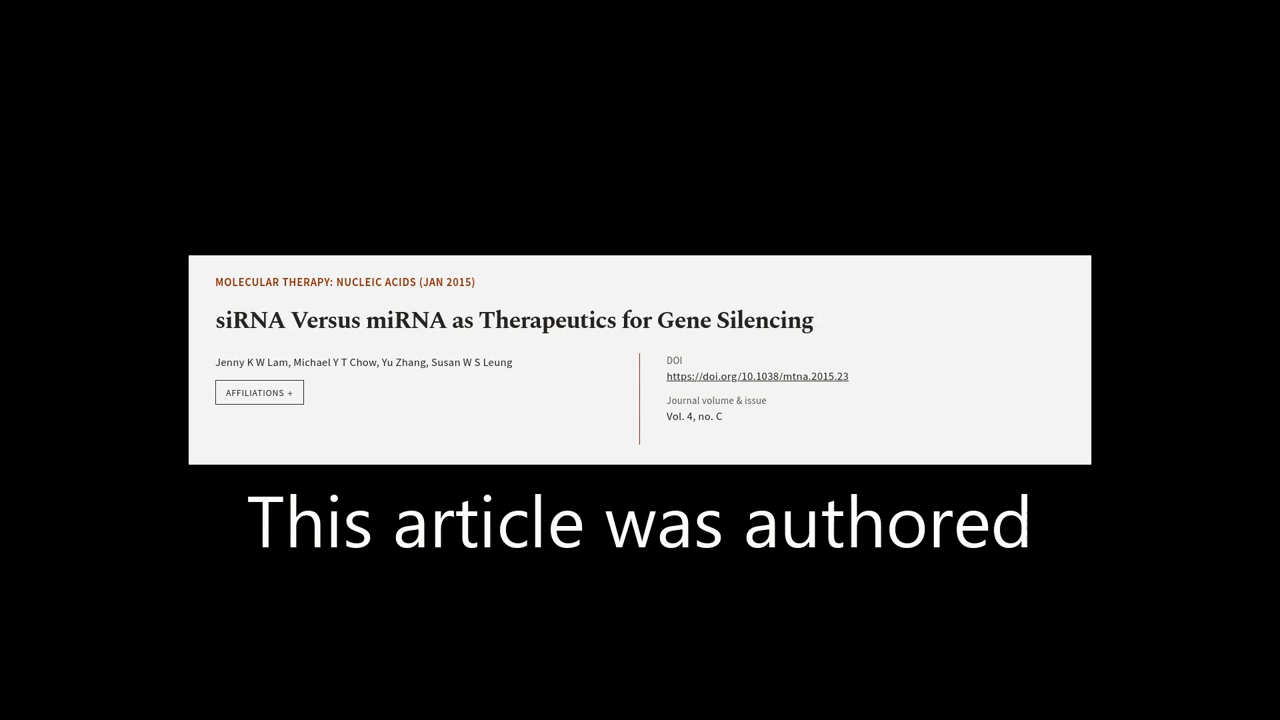 MOLECULAR THERAPY: NUCLEIC ACIDS (JAN 2015)
siRNA Versus miRNA as Therapeutics for Gene Silencing
Jenny K W Lam, Michael Y T Chow, Yu Zhang, Susan W S Leung
AFFILIATIONS +
DOI
https://doi.org/10.1038/mtna.2015.23
Journal volume & issue
Vol. 4, no. C
This article was authored